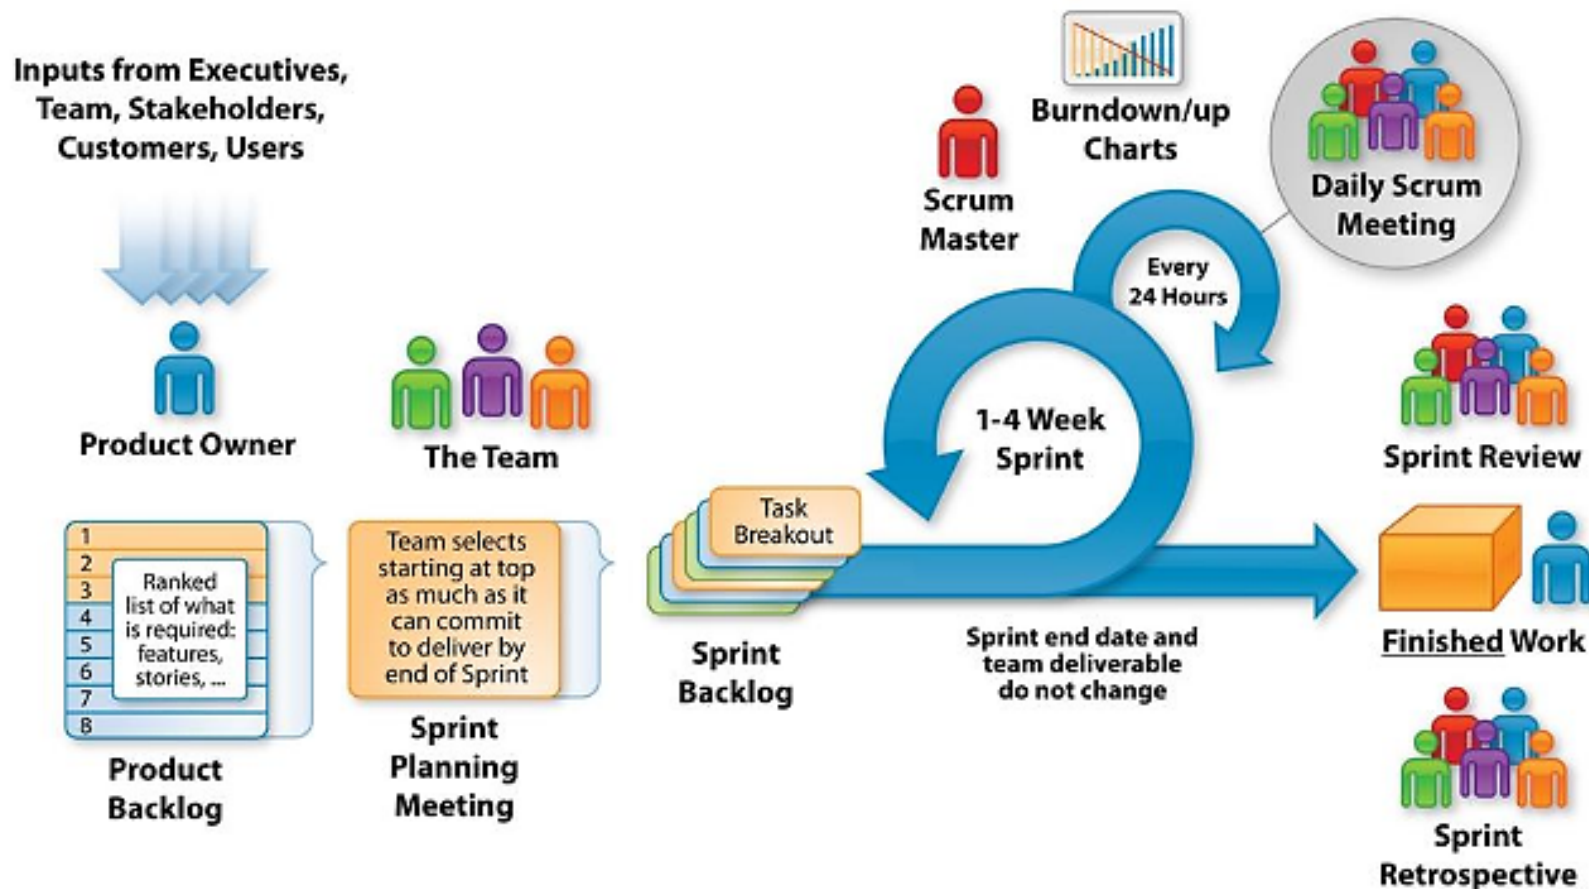 Inputs from Executives,
Team, Stakeholders,
Customers, Users
Product Owner
The Team
1
2
3
4
5
6
7
8
Ranked
list of what
is required:
features,
stories, ...
Product
Backlog
Team selects
starting at top
as much as it
can commit
to deliver by
end of Sprint
Sprint
Planning
Meeting
Task
Breakout
Sprint
Backlog
Scrum
Master
Burndown/up
Charts
Daily Scrum
Meeting
Every
24 Hours
1-4 Week
Sprint
Sprint end date and
team deliverable
do not change
Sprint Review
Finished Work
Sprint
Retrospective